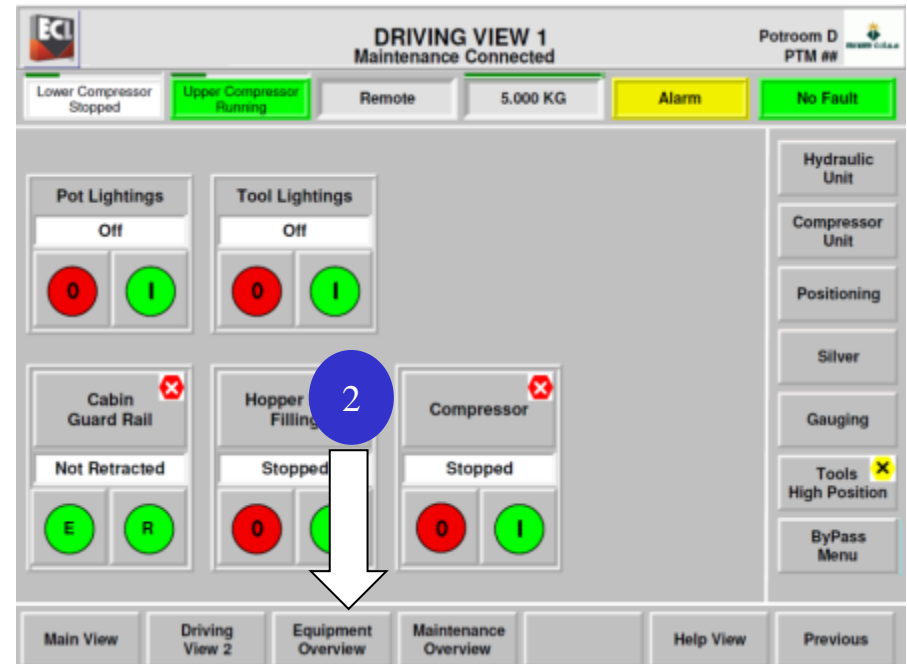 ECL
DRIVING VIEW 1
Maintenance Connected
Potroom D
PTM ##
Lower Compressor
Stopped
Upper Compressor
Running
Remote
5.000 KG
Alarm
No Fault
Pot Lightings
Off
0 I
Tool Lightings
Off
0 I
Cabin
Guard Rail
Not Retracted
E R
Hopper
Filling
Stopped
0
2
Compressor
Stopped
0 I
Hydraulic
Unit
Compressor
Unit
Positioning
Silver
Gauging
Tools
High Position
ByPass
Menu
Main View
Driving
View 2
Equipment
Overview
Maintenance
Overview
Help View
Previous